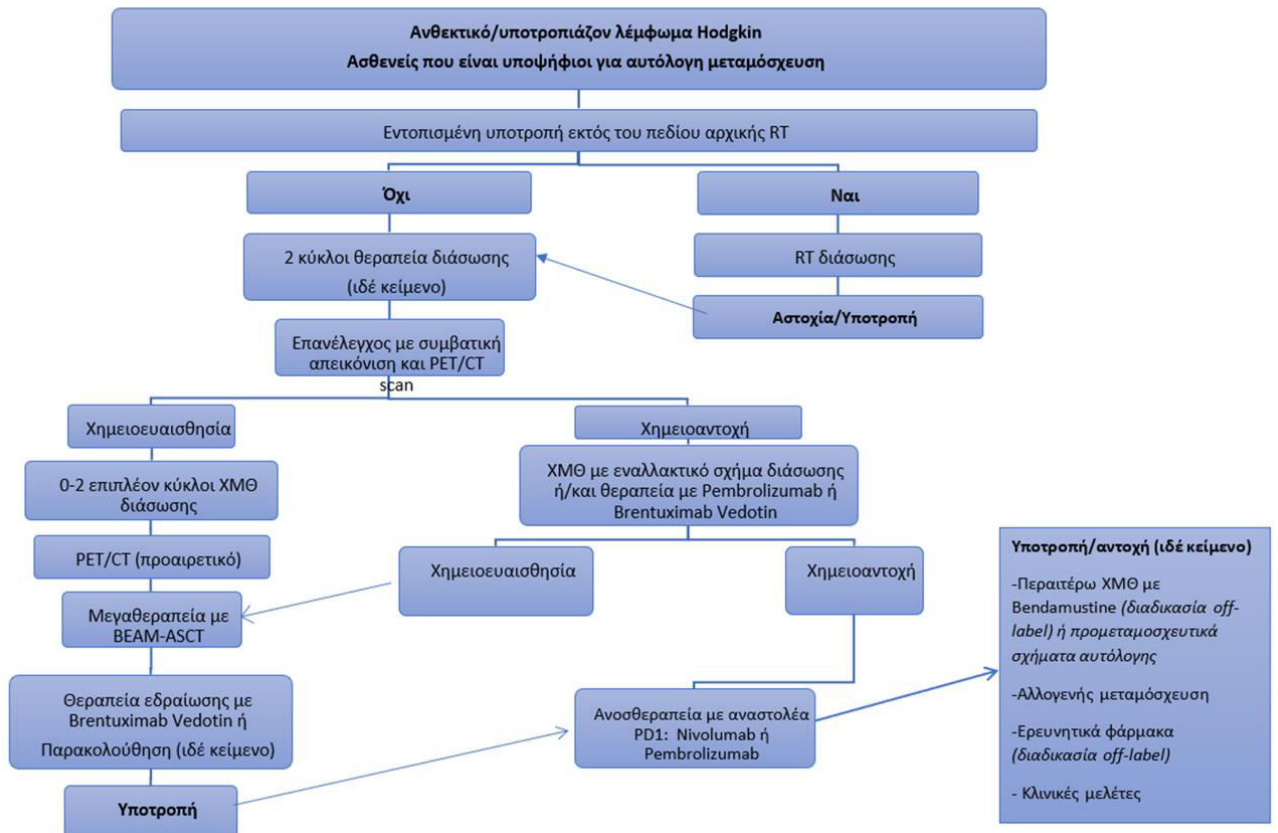 Ανθεκτικό/υποτροπιάζον λέμφωμα Hodgkin
Ασθενείς που είναι υποψήφιοι για αυτόλογη μεταμόσχευση
Εντοπισμένη υποτροπή εκτός του πεδίου αρχικής RT
Όχι
Ναι
2 κύκλοι θεραπεία διάσωσης
(ιδέ κείμενο)
RT διάσωσης
Αστοχία/Υποτροπή
Επανέλεγχος με συμβατική
απεικόνιση και PET/CT
scan
Χημειοευαισθησία
Χημειοαντοχή
0-2 επιπλέον κύκλοι ΧΜΘ
διάσωσης
ΧΜΘ με εναλλακτικό σχήμα διάσωσης
ή/και θεραπεία με Pembrolizumab ή
Brentuximab Vedotin
PET/CT (προαιρετικό)
Χημειοευαισθησία
Χημειοαντοχή
Μεγαθεραπεία με
BEAM-ASCT
Θεραπεία εδραίωσης με
Brentuximab Vedotin ή
Παρακολούθηση (ιδέ κείμενο)
Υποτροπή
Ανοσθεραπεία με αναστολέα
PD1: Nivolumab ή
Pembrolizumab
Υποτροπή/αντοχή (ιδέ κείμενο)
-Περαιτέρω ΧΜΘ με
Bendamustine (διαδικασία off-
label) ή προμεταμοσχευτικά
σχήματα αυτόλογης
-Αλλογενής μεταμόσχευση
-Ερευνητικά φάρμακα
(διαδικασία off-label)
- Κλινικές μελέτες